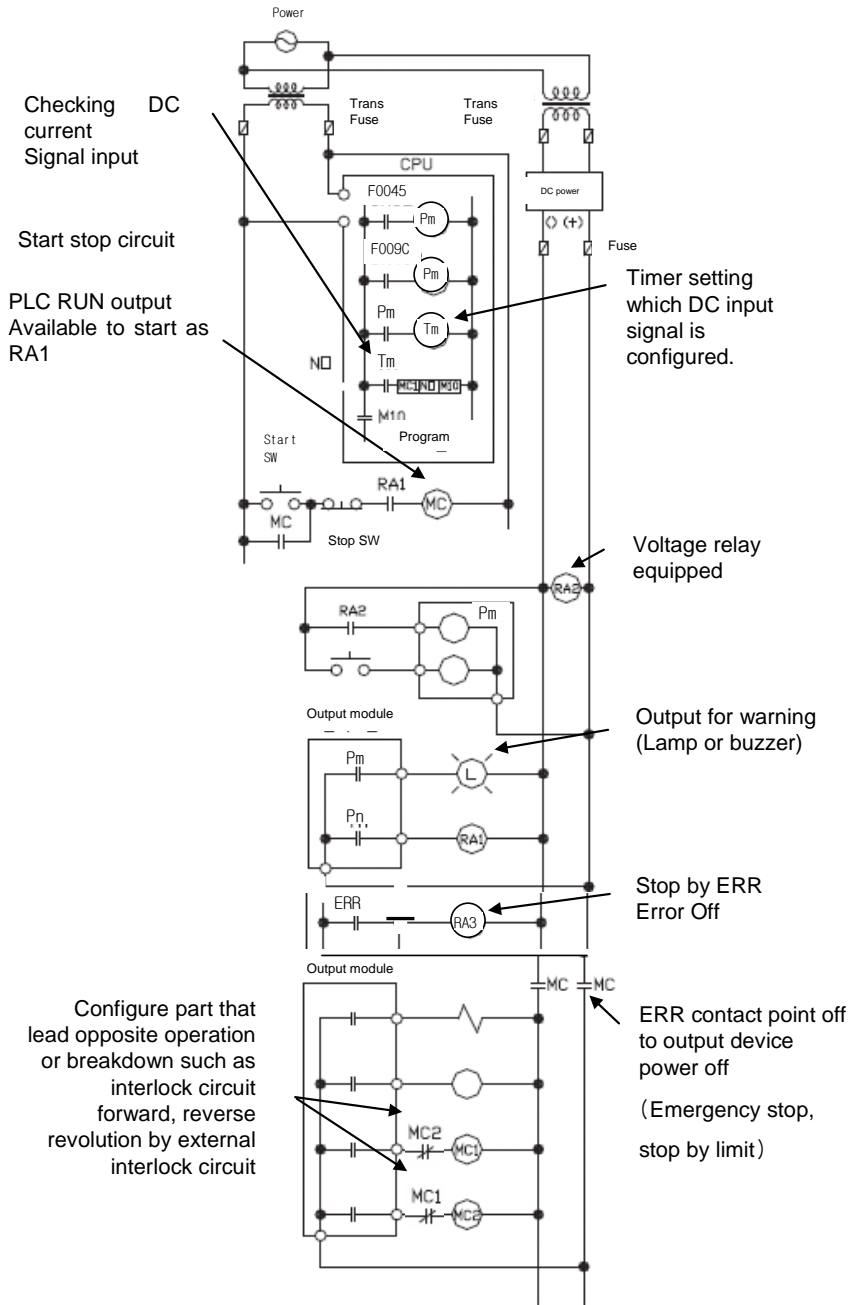 Power
Checking DC
current
Signal input
Trans
Fuse
Trans
Fuse
CPU
F0045
Pm
DC power
() (+)
Start stop circuit
F009C
Pm
Fuse
PLC RUN output
Available to start as
RA1
Pm
Tm
Timer setting
which DC input
signal is
configured.
Tm
N□
MC1 N□ M10
M10
Program
Start
SW
RA1
MC
MC
Stop SW
Voltage relay
equipped
RA2
RA2
Pm
Output module
Output for warning
(Lamp or buzzer)
Pm
L
Pn
RA1
Stop by ERR
Error Off
ERR
RA3
Output module
MC
MC
Configure part that
lead opposite operation
or breakdown such as
interlock circuit
forward, reverse
revolution by external
interlock circuit
ERR contact point off
to output device
power off
(Emergency stop,
stop by limit)
MC2
MC1
MC1
MC2